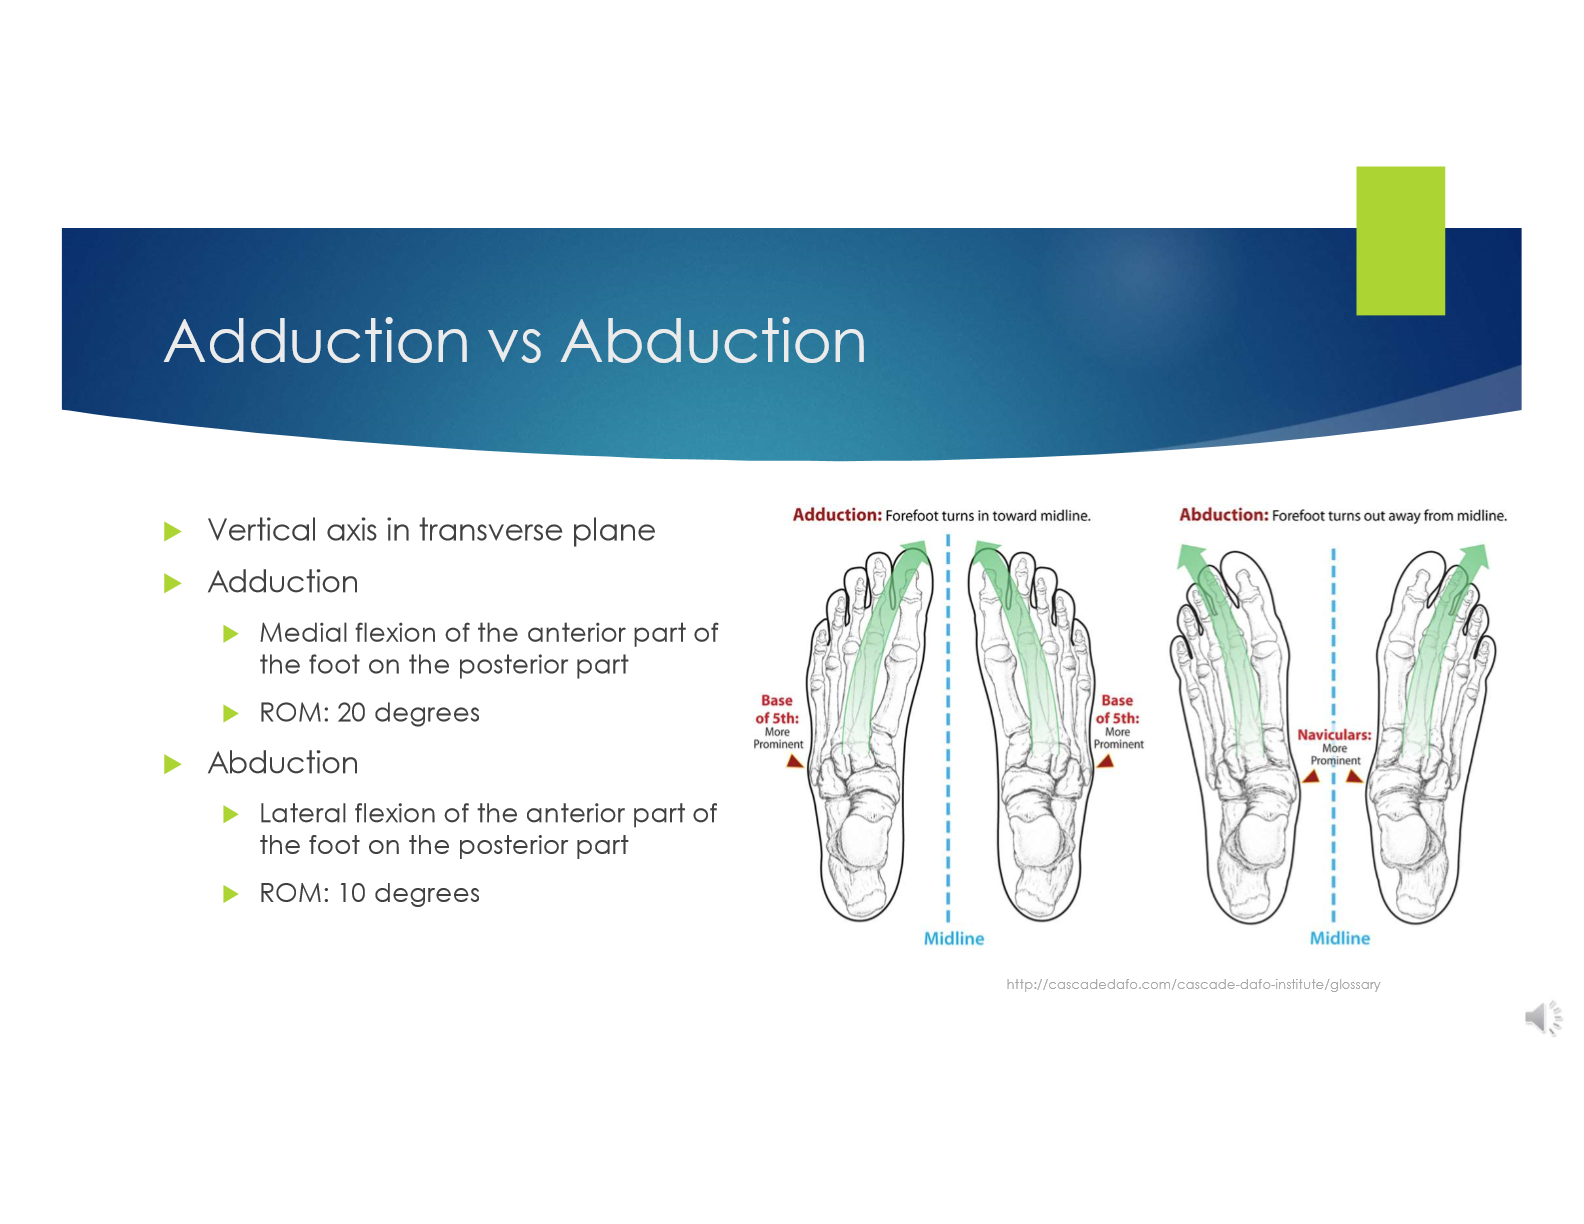 Adduction vs Abduction
Vertical axis in transverse plane
Adduction
Medial flexion of the anterior part of
the foot on the posterior part
ROM: 20 degrees
Abduction
Lateral flexion of the anterior part of
the foot on the posterior part
ROM: 10 degrees
Adduction: Forefoot turns in toward midline.
Base
of 5th:
More
Prominent
Base
of 5th:
More
Prominent
Midline
Abduction: Forefoot turns out away from midline.
Naviculars:
More
Prominent
Midline
http://cascadedafo.com/cascade-dafo-institute/glossary